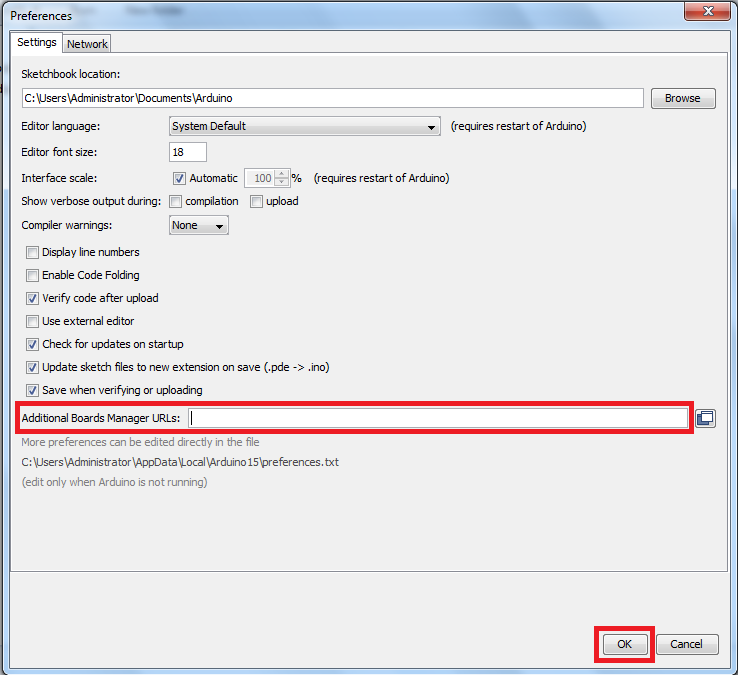 Preferences
Settings Network
Sketchbook location:
C:\Users\Administrator\Documents\Arduino Browse
Editor language: System Default (requires restart of Arduino)
Editor font size: 18
Interface scale: Automatic 100 % (requires restart of Arduino)
Show verbose output during: compilation upload
Compiler warnings: None
Display line numbers
Enable Code Folding
Verify code after upload
Use external editor
Check for updates on startup
Update sketch files to new extension on save (.pde -> .ino)
Save when verifying or uploading
Additional Boards Manager URLs:
More preferences can be edited directly in the file
C:\Users\Administrator\AppData\Local\Arduino15\preferences.txt
(edit only when Arduino is not running)
OK Cancel